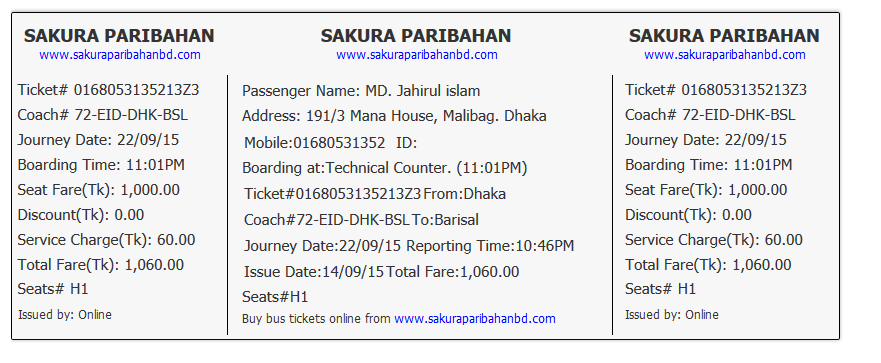 SAKURA PARIBAHAN
www.sakuraparibahanbd.com
Ticket# 0168053135213Z3
Coach# 72-EID-DHK-BSL
Journey Date: 22/09/15
Boarding Time: 11:01PM
Seat Fare(Tk): 1,000.00
Discount(Tk): 0.00
Service Charge(Tk): 60.00
Total Fare(Tk): 1,060.00
Seats# H1
Issued by: Online
SAKURA PARIBAHAN
www.sakuraparibahanbd.com
Passenger Name: MD. Jahirul islam
Address: 191/3 Mana House, Malibag. Dhaka
Mobile:01680531352 ID:
Boarding at:Technical Counter. (11:01PM)
Ticket#0168053135213Z3 From:Dhaka
Coach#72-EID-DHK-BSL To:Barisal
Journey Date:22/09/15 Reporting Time:10:46PM
Issue Date:14/09/15 Total Fare:1,060.00
Seats#H1
Buy bus tickets online from www.sakuraparibahanbd.com
SAKURA PARIBAHAN
www.sakuraparibahanbd.com
Ticket# 0168053135213Z3
Coach# 72-EID-DHK-BSL
Journey Date: 22/09/15
Boarding Time: 11:01PM
Seat Fare(Tk): 1,000.00
Discount(Tk): 0.00
Service Charge(Tk): 60.00
Total Fare(Tk): 1,060.00
Seats# H1
Issued by: Online